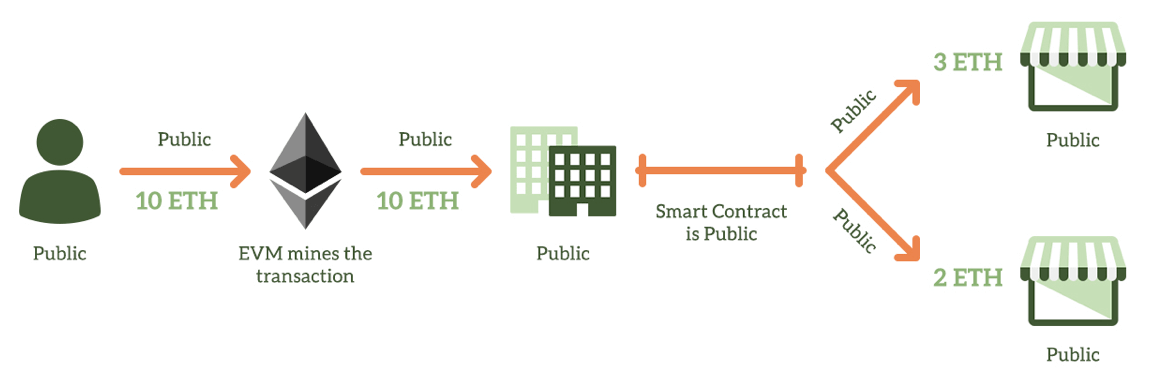 Public
10 ETH
Public
EVM mines the
transaction
Public
10 ETH
Public
Smart Contract
is Public
Public
3 ETH
Public
Public
2 ETH
Public